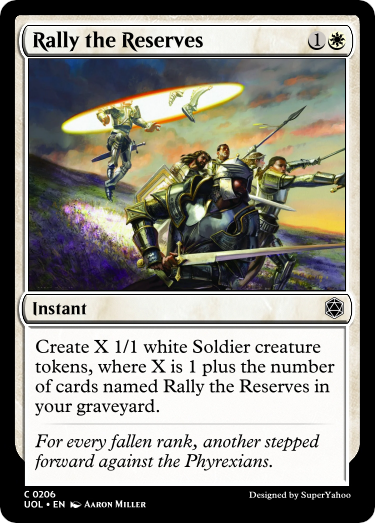 Rally the Reserves 1
Instant
Create X 1/1 white Soldier creature
tokens, where X is 1 plus the number
of cards named Rally the Reserves in
your graveyard.
For every fallen rank, another stepped
forward against the Phyrexians.
C 0206
UOL • EN Aaron Miller
Designed by SuperYahoo